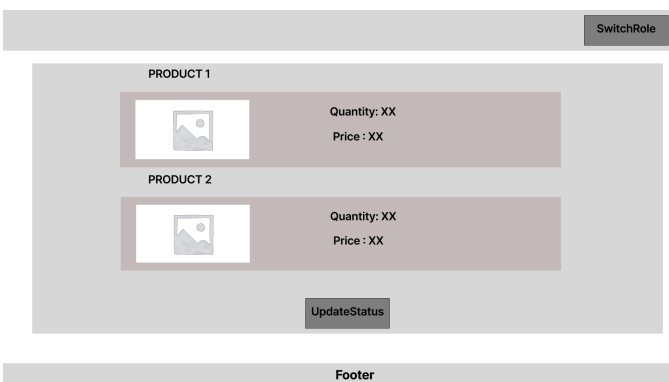 SwitchRole
PRODUCT 1
Quantity: XX
Price : XX
PRODUCT 2
Quantity: XX
Price : XX
UpdateStatus
Footer